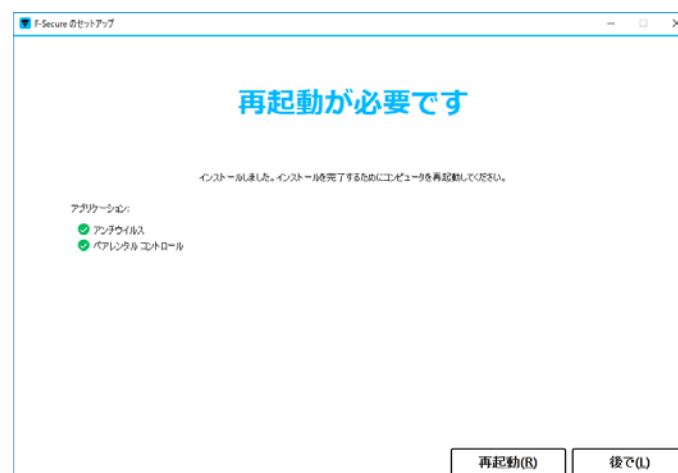 F-Secure のセットアップ
再起動が必要です
インストールしました。インストールを完了するためにコンピュータを再起動してください。
アプリケーション:
アンチウイルス
ペアレンタル コントロール
再起動(R)
後で(L)